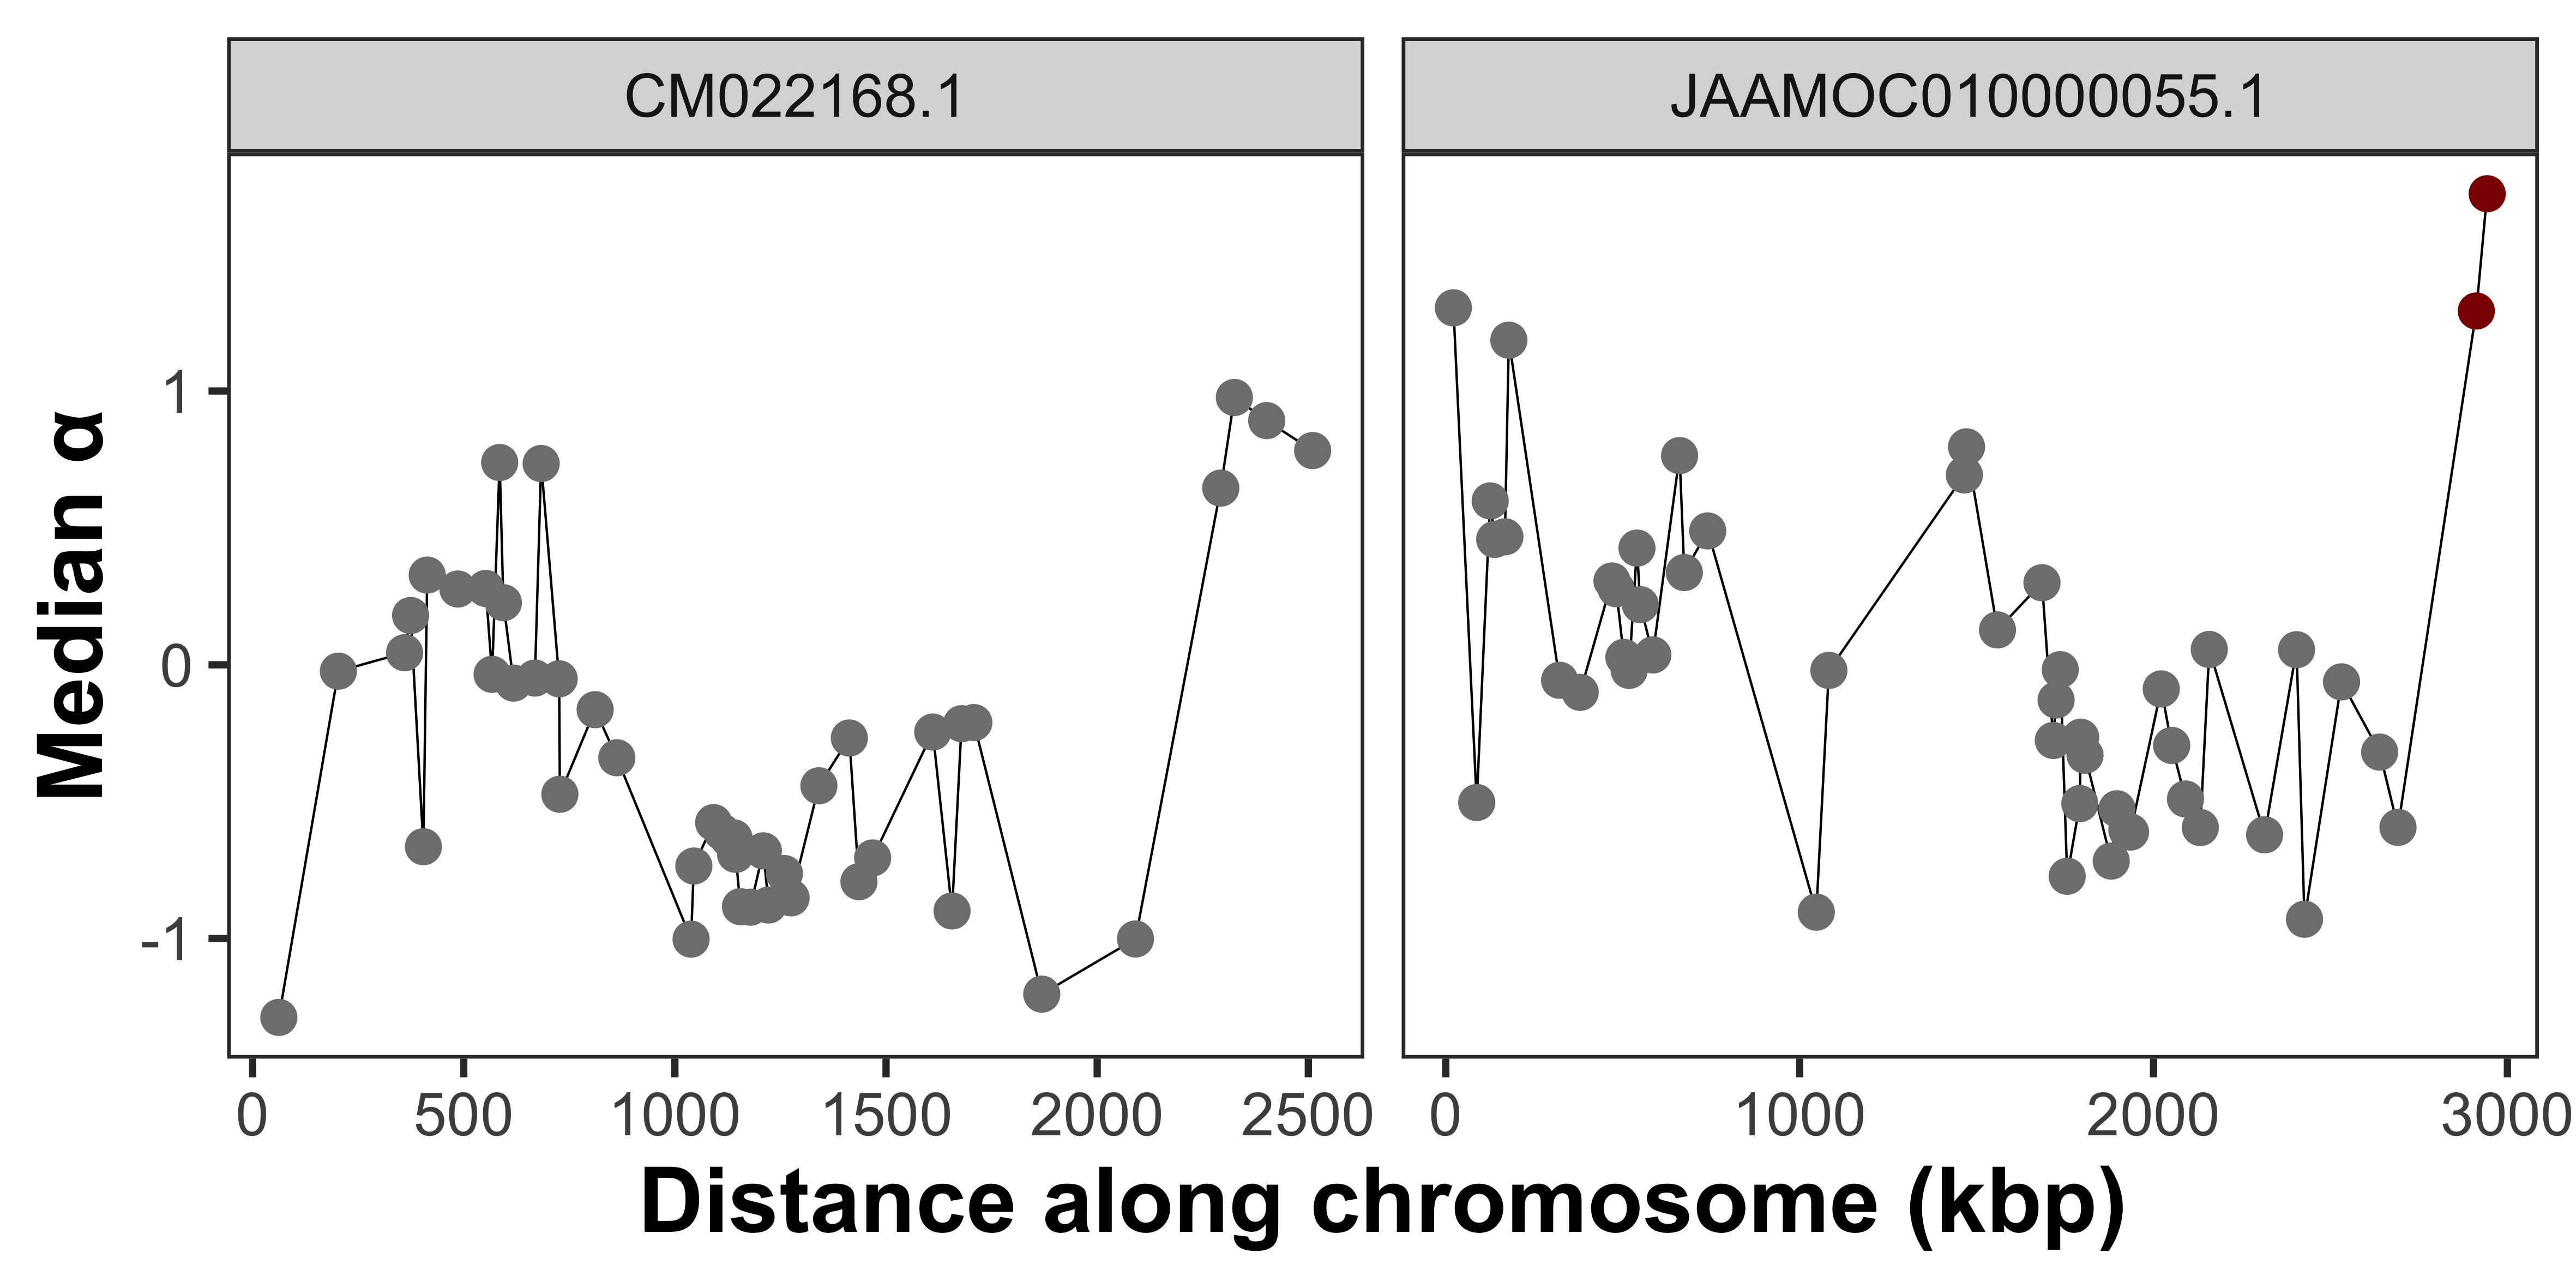 CM022168.1
JAAMOC010000055.1
Median α
1
0
-1
0 500 1000 1500 2000 2500
0 1000 2000 3000
Distance along chromosome (kbp)